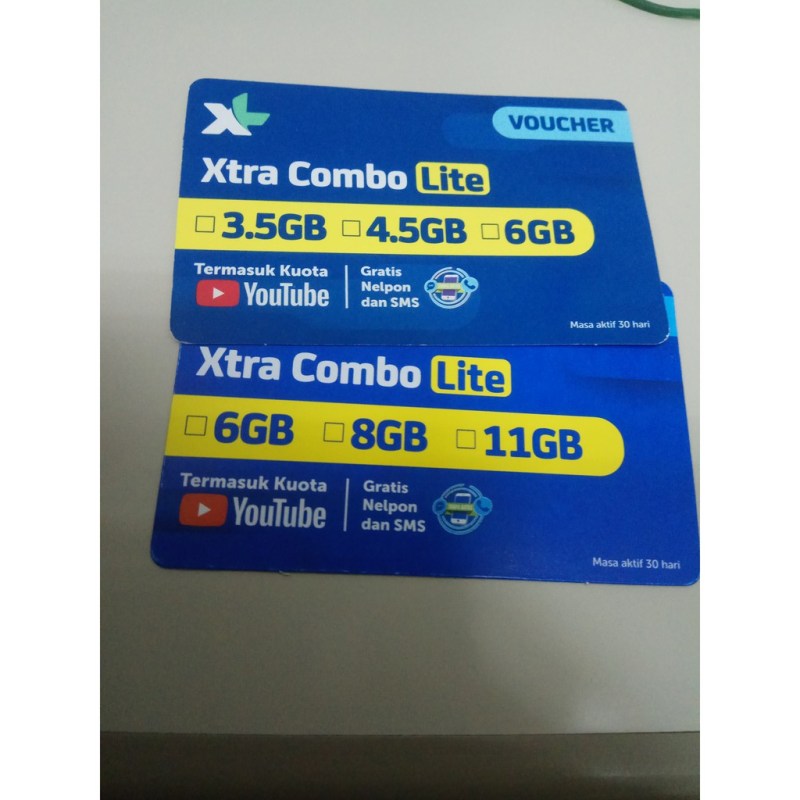 XL
VOUCHER
Xtra Combo Lite
3.5GB 4.5GB 6GB
Termasuk Kuota
YouTube
Gratis
Nelpon
dan SMS
Masa aktif 30 hari
Xtra Combo Lite
6GB 8GB 11GB
Termasuk Kuota
YouTube
Gratis
Nelpon
dan SMS
Masa aktif 30 hari